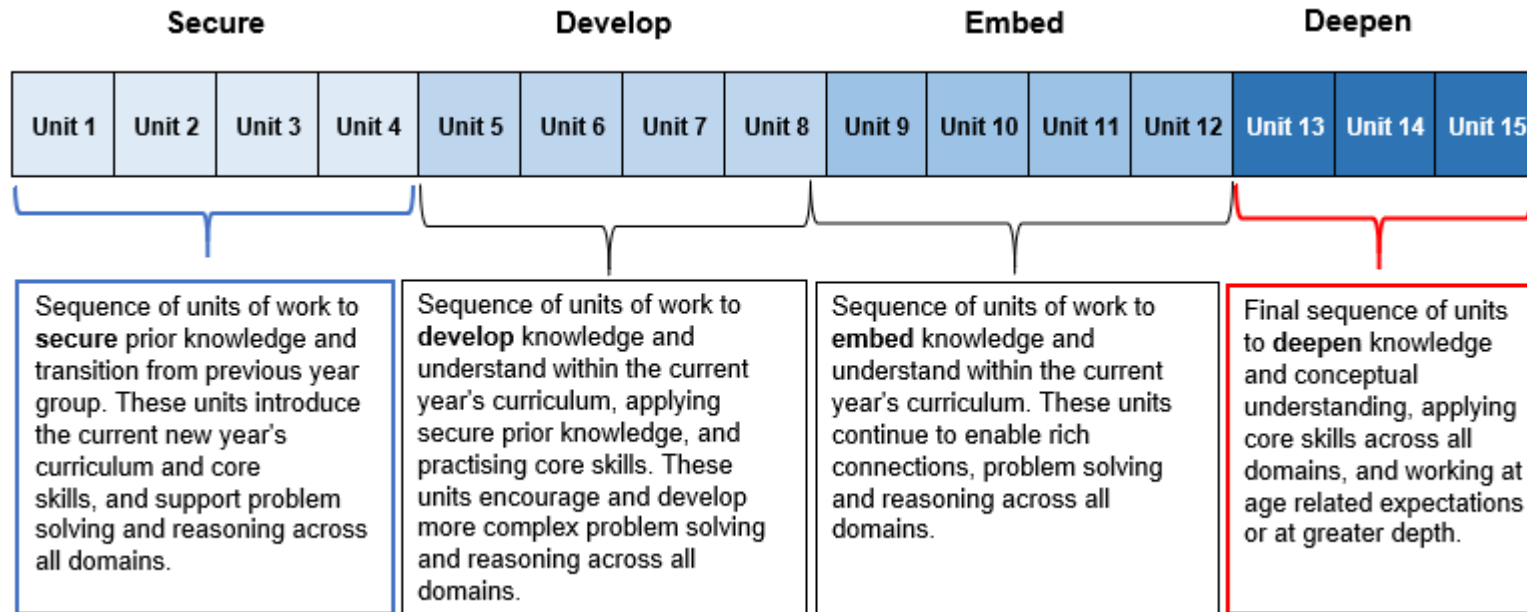 Secure Develop Embed Deepen
Unit 1 Unit 2 Unit 3 Unit 4 Unit 5 Unit 6 Unit 7 Unit 8 Unit 9 Unit 10 Unit 11 Unit 12 Unit 13 Unit 14 Unit 15
Sequence of units of work to
secure prior knowledge and
transition from previous year
group. These units introduce
the current new year's
curriculum and core
skills, and support problem
solving and reasoning across
all domains.
Sequence of units of work to
develop knowledge and
understand within the current
year's curriculum, applying
secure prior knowledge, and
practising core skills. These
units encourage and develop
more complex problem solving
and reasoning across all
domains.
Sequence of units of work to
embed knowledge and
understand within the current
year's curriculum. These units
continue to enable rich
connections, problem solving
and reasoning across all
domains.
Final sequence of units
to deepen knowledge
and conceptual
understanding, applying
core skills across all
domains, and working at
age related expectations
or at greater depth.